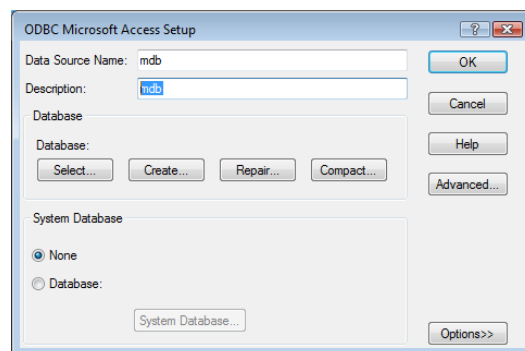 ODBC Microsoft Access Setup
Data Source Name: mdb
OK
Description: mdb
Cancel
Database
Database:
Help
Select... Create... Repair... Compact...
Advanced...
System Database
None
Database:
System Database...
Options>>